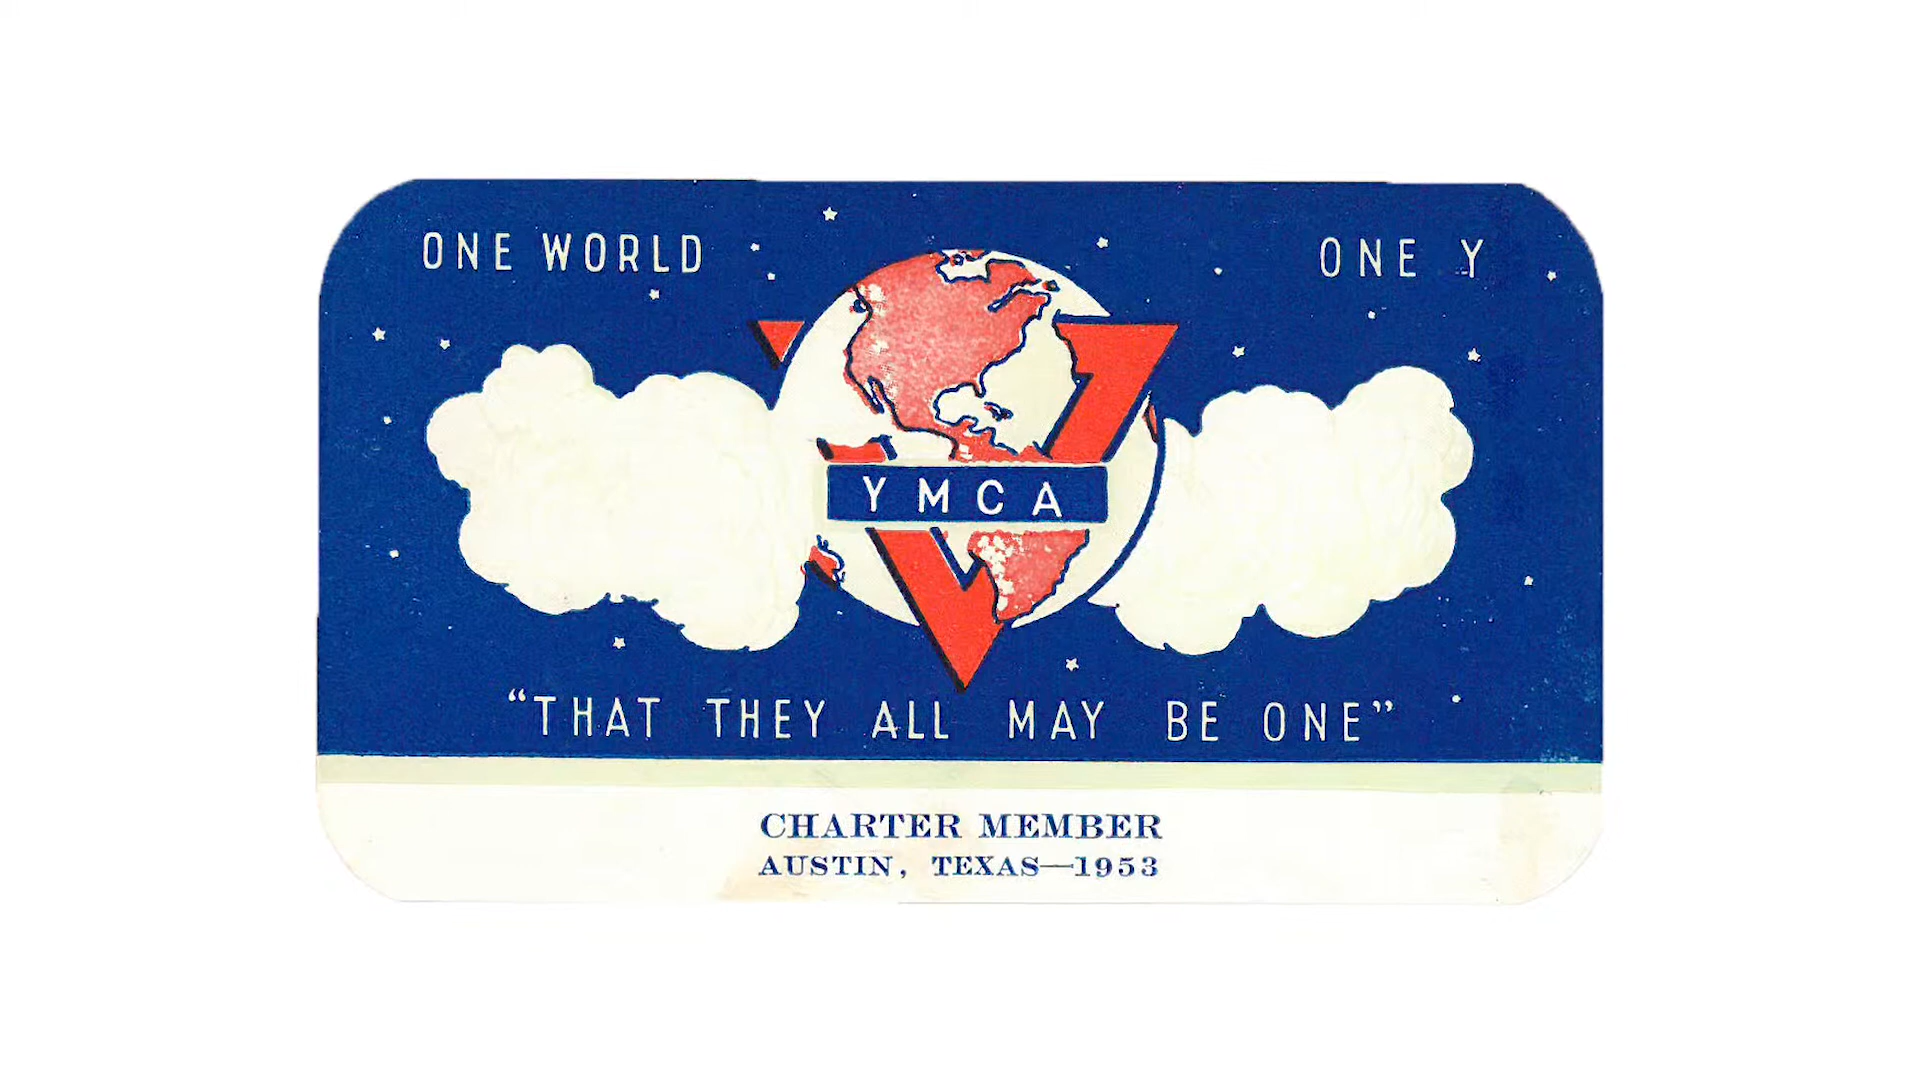 ONE WORLD ONE Y
YMCA
“THAT THEY ALL MAY BE ONE”
CHARTER MEMBER
AUSTIN, TEXAS—1953